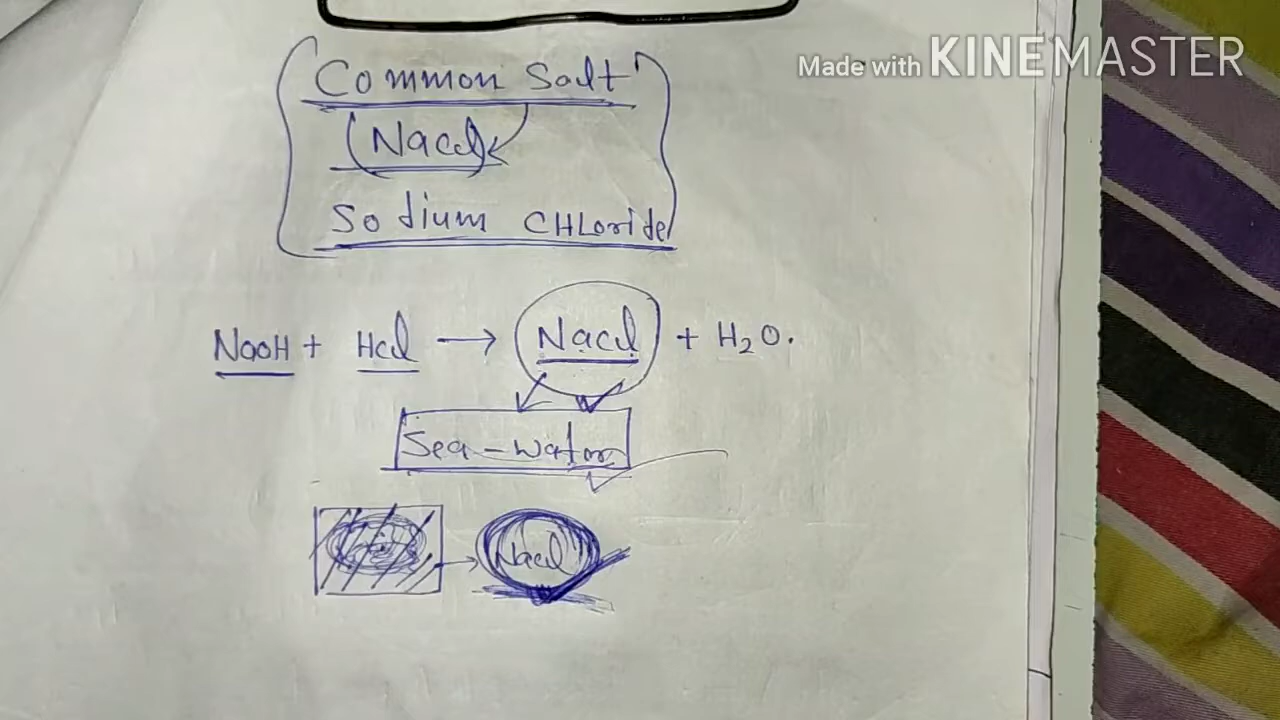 Made with KINEMASTER
Common Salt
(Nacl)
Sodium CHLoride
NaOH + Hcl → Nacl + H2O.
Sea-water
Nacl